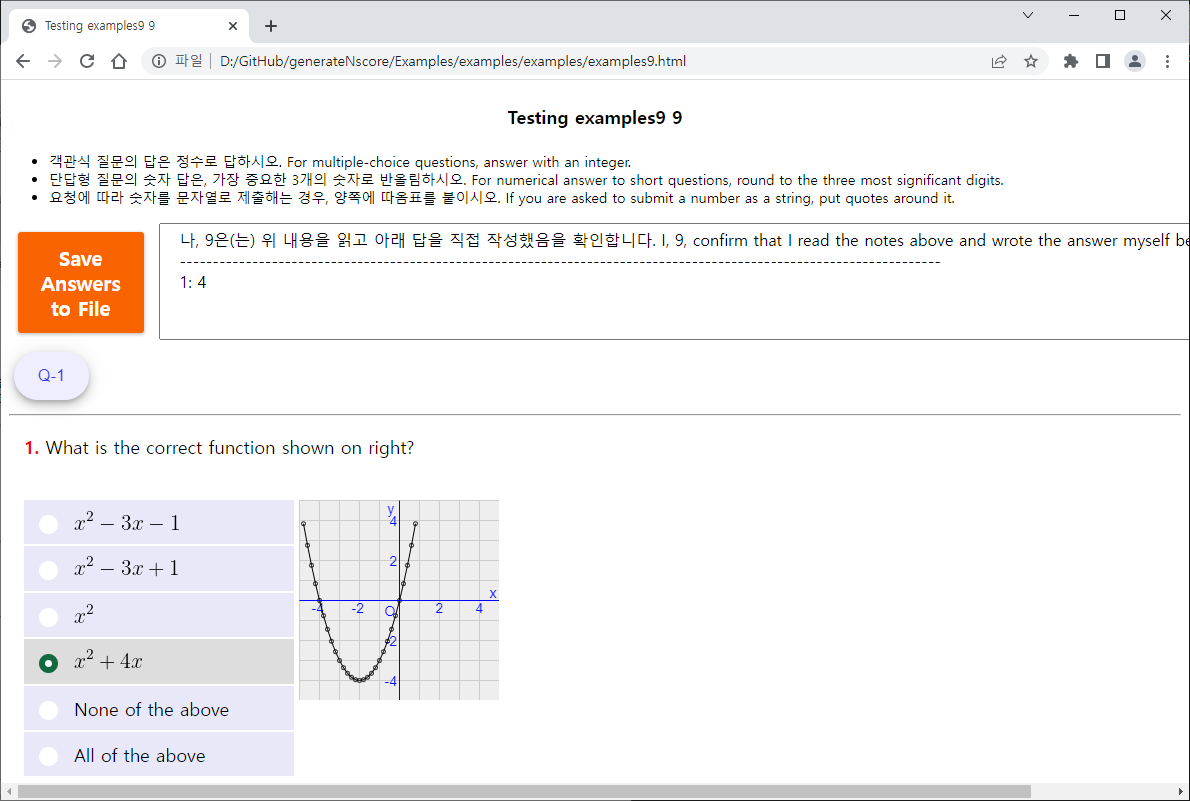 Testing examples9 9
파일 D:/GitHub/generateNscore/Examples/examples/examples/examples9.html
Testing examples9 9
• 객관식 질문의 답은 정수로 답하시오. For multiple-choice questions, answer with an integer.
• 단답형 질문의 숫자 답은, 가장 중요한 3개의 숫자로 반올림하시오. For numerical answer to short questions, round to the three most significant digits.
• 요청에 따라 숫자를 문자열로 제출해는 경우, 양쪽에 따옴표를 붙이시오. If you are asked to submit a number as a string, put quotes around it.
Save
Answers
to File
나, 9은(는) 위 내용을 읽고 아래 답을 직접 작성했음을 확인합니다. I, 9, confirm that I read the notes above and wrote the answer myself be
--------------------------------------------------------------------------------------------------------------------
1: 4
Q-1
1. What is the correct function shown on right?
x² − 3x − 1
x² − 3x + 1
x²
x² + 4x
None of the above
All of the above
y
4
2
x
-4 -2 O 2 4
-2
-4